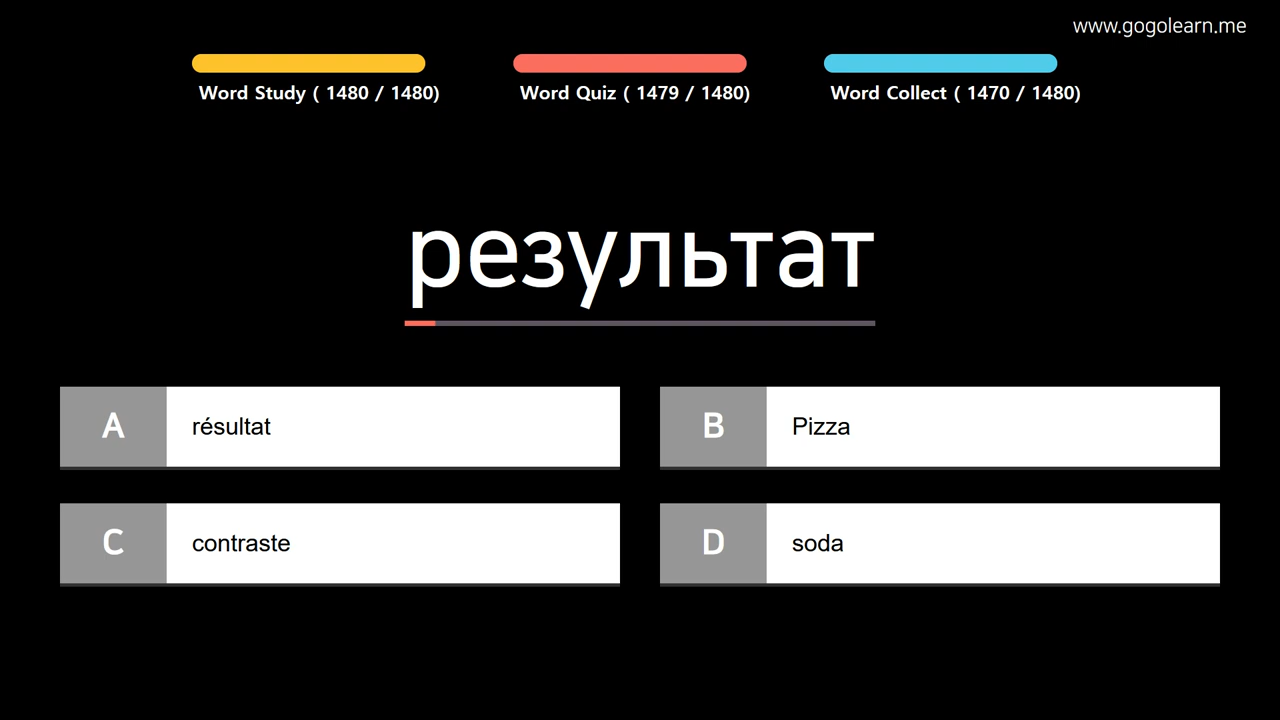 www.gogolearn.me
Word Study ( 1480 / 1480)
Word Quiz ( 1479 / 1480)
Word Collect ( 1470 / 1480)
результат
A résultat
B Pizza
C contraste
D soda